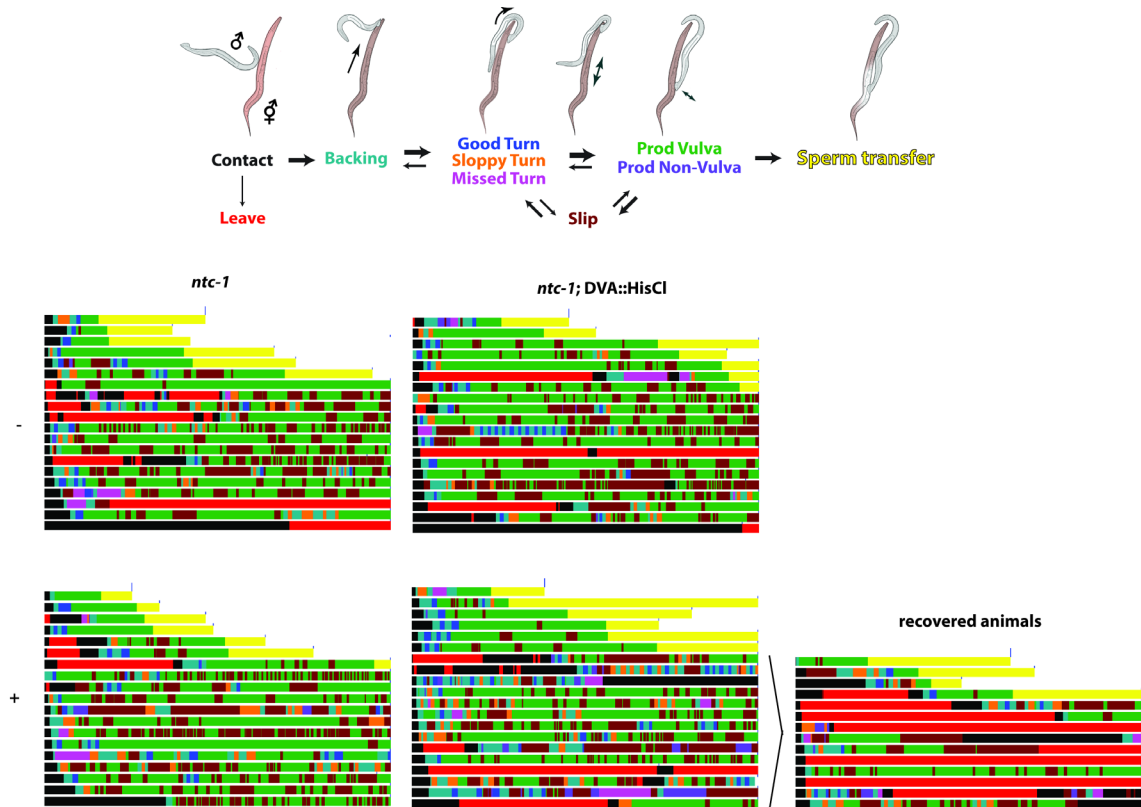 ♂
⚥
Contact
Backing
Good Turn
Sloppy Turn
Missed Turn
Prod Vulva
Prod Non-Vulva
Sperm transfer
Leave
Slip
ntc-1
ntc-1; DVA::HisCl
-
+
recovered animals